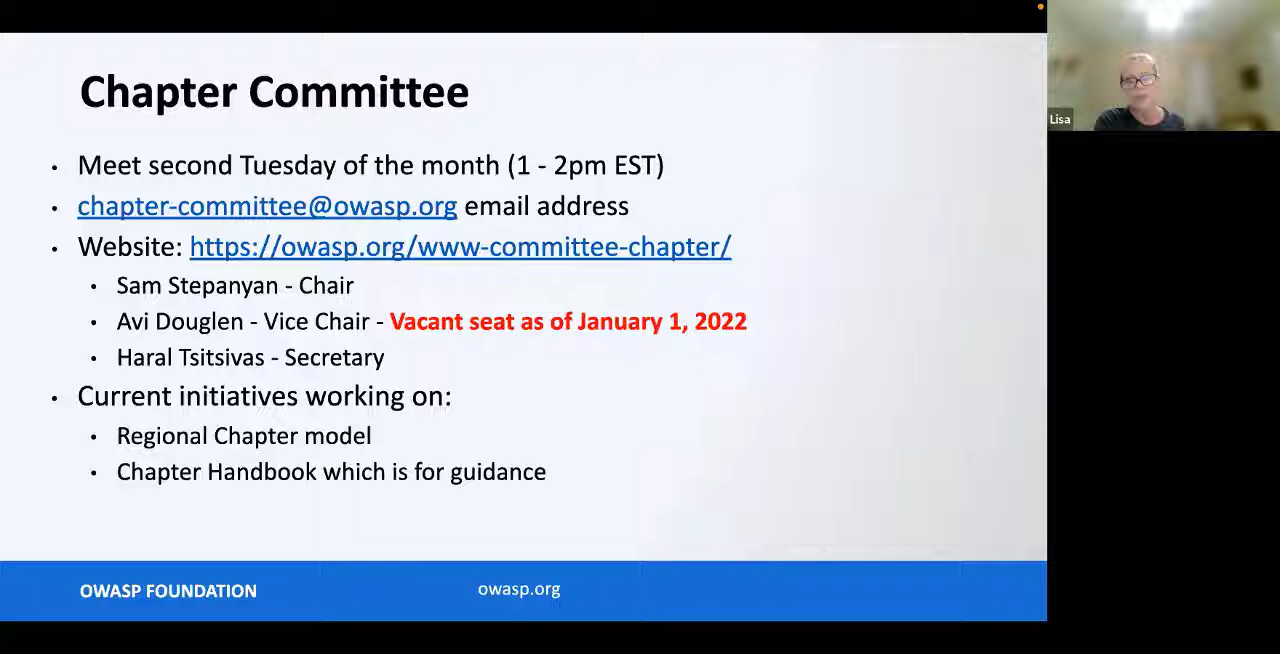 Chapter Committee
• Meet second Tuesday of the month (1 - 2pm EST)
• chapter-committee@owasp.org email address
• Website: https://owasp.org/www-committee-chapter/
• Sam Stepanyan - Chair
• Avi Douglen - Vice Chair - Vacant seat as of January 1, 2022
• Haral Tsitsivas - Secretary
• Current initiatives working on:
• Regional Chapter model
• Chapter Handbook which is for guidance
OWASP FOUNDATION
owasp.org
Lisa